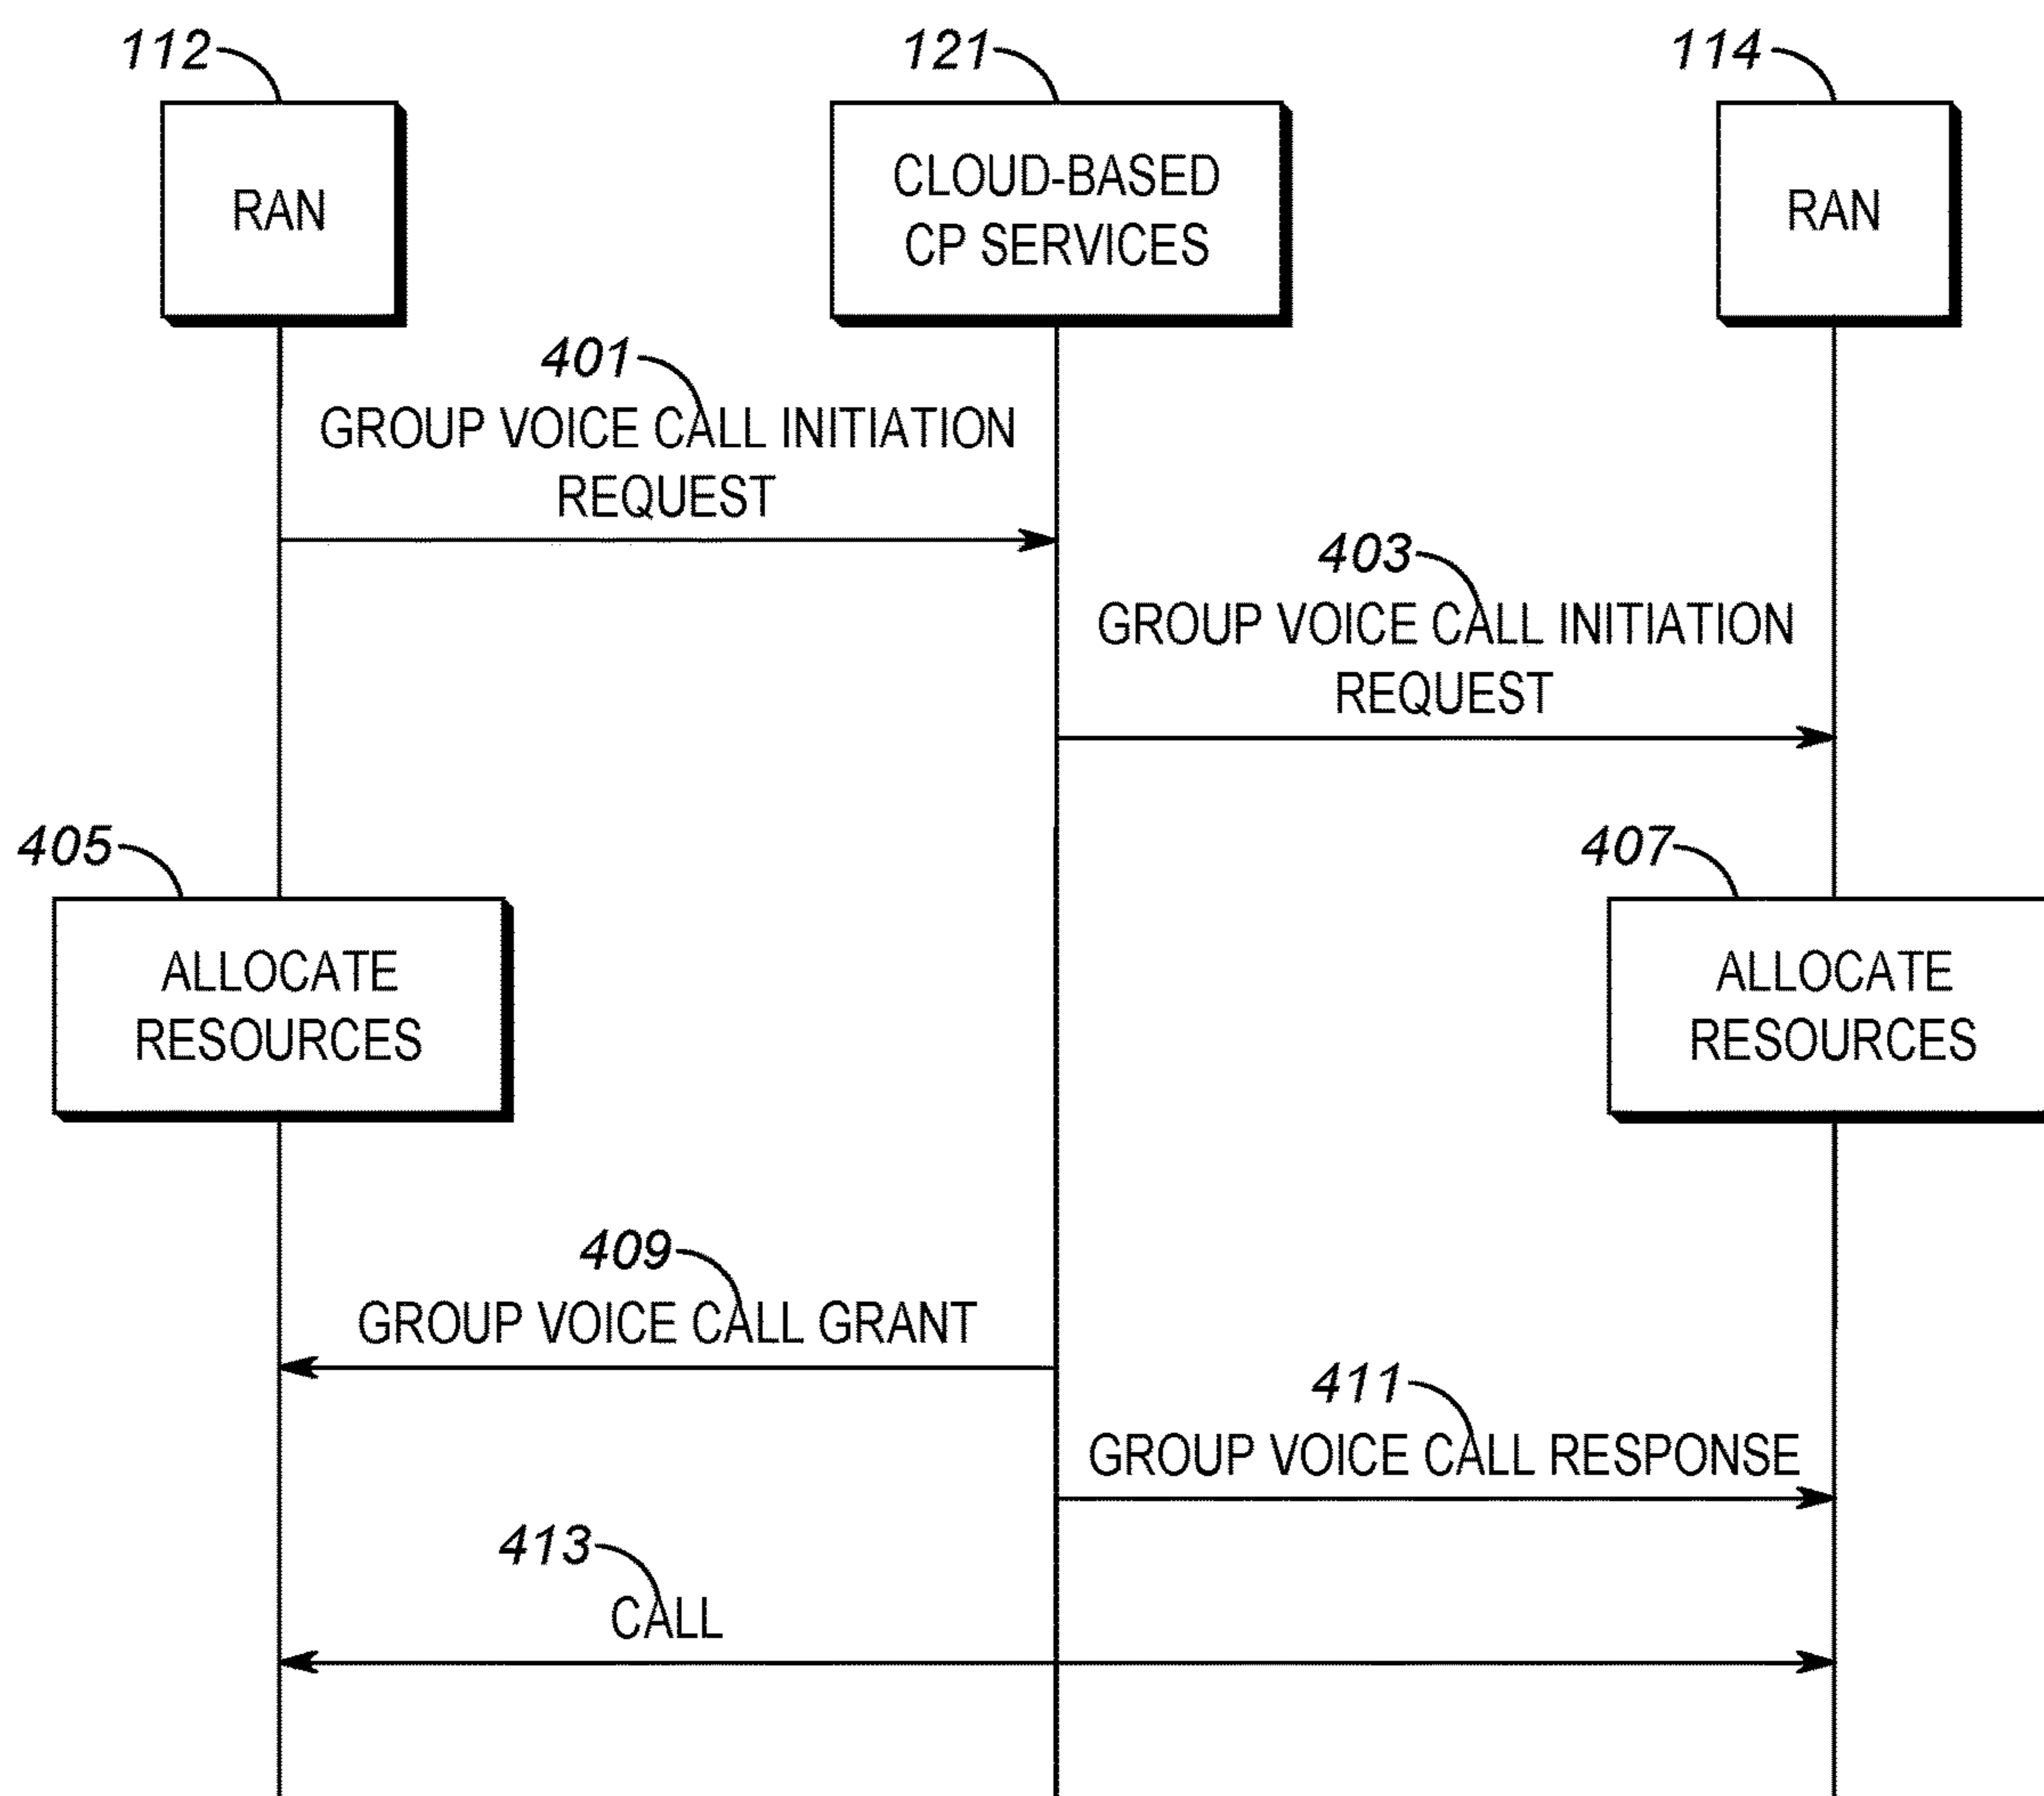 112
121
114
RAN
CLOUD-BASED
CP SERVICES
RAN
401
GROUP VOICE CALL INITIATION
REQUEST
403
GROUP VOICE CALL INITIATION
REQUEST
405
407
ALLOCATE
RESOURCES
ALLOCATE
RESOURCES
409
GROUP VOICE CALL GRANT
411
GROUP VOICE CALL RESPONSE
413
CALL